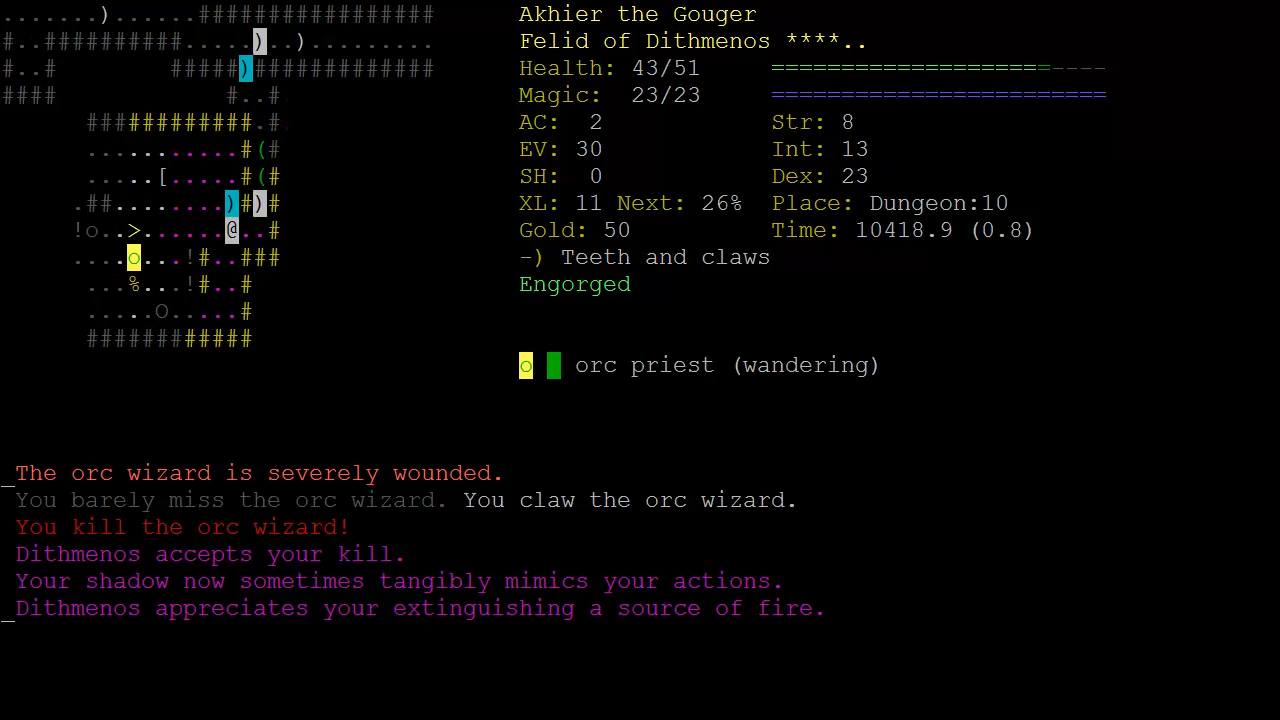 .......)......#################
Akhier the Gouger
#..##########.....)..).........
Felid of Dithmenos ****..
#..# #####)#############
Health: 43/51 ====================----
#### #..#
Magic: 23/23 ========================
############.#
AC: 2 Str: 8
...........#(#
EV: 30 Int: 13
.....[.....#(#
SH: 0 Dex: 23
.##........)#)#
XL: 11 Next: 26% Place: Dungeon:10
!o..>......@..#
Gold: 50 Time: 10418.9 (0.8)
....o...!#..###
-) Teeth and claws
...%...!#..#
Engorged
.....O.....#
############
o orc priest (wandering)
_The orc wizard is severely wounded.
You barely miss the orc wizard. You claw the orc wizard.
You kill the orc wizard!
Dithmenos accepts your kill.
Your shadow now sometimes tangibly mimics your actions.
_Dithmenos appreciates your extinguishing a source of fire.